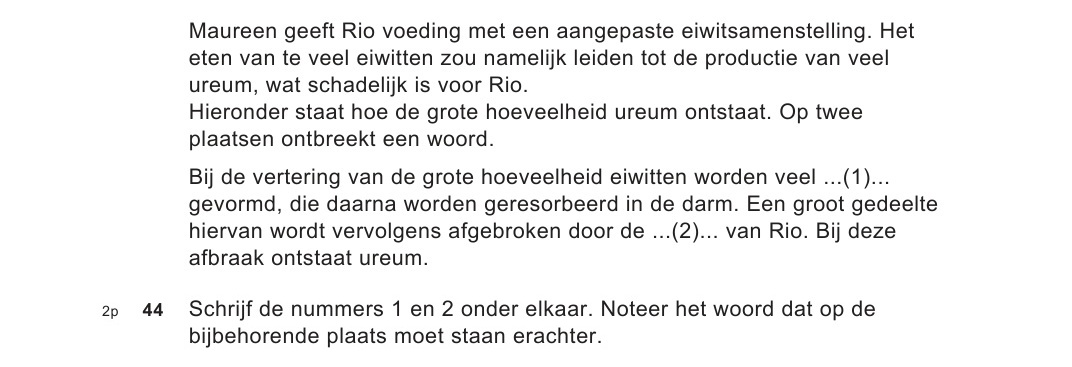 Maureen geeft Rio voeding met een aangepaste eiwitsamenstelling. Het
eten van te veel eiwitten zou namelijk leiden tot de productie van veel
ureum, wat schadelijk is voor Rio.
Hieronder staat hoe de grote hoeveelheid ureum ontstaat. Op twee
plaatsen ontbreekt een woord.
Bij de vertering van de grote hoeveelheid eiwitten worden veel ...(1)...
gevormd, die daarna worden geresorbeerd in de darm. Een groot gedeelte
hiervan wordt vervolgens afgebroken door de ...(2)... van Rio. Bij deze
afbraak ontstaat ureum.
2p 44 Schrijf de nummers 1 en 2 onder elkaar. Noteer het woord dat op de
bijbehorende plaats moet staan erachter.